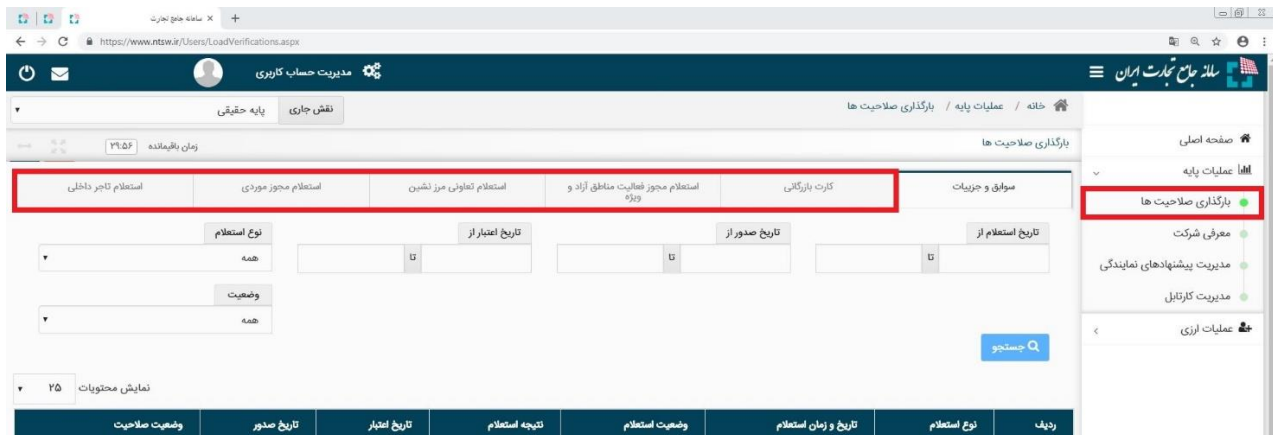 سامانه جامع تجارت
https://www.ntsw.ir/Users/LoadVerifications.aspx
سامانه جامع تجارت ایران
مدیریت حساب کاربری
خانه / عملیات پایه / بارگذاری صلاحیت ها
نقش جاری پایه حقیقی
بارگذاری صلاحیت ها
زمان باقیمانده ۲۹:۵۶
صفحه اصلی
عملیات پایه
بارگذاری صلاحیت ها
معرفی شرکت
مدیریت پیشنهادهای نمایندگی
مدیریت کارتابل
عملیات ارزی
سوابق و جزییات
کارت بازرگانی
استعلام مجوز فعالیت مناطق آزاد و
ویژه
استعلام تعاونی مرز نشین
استعلام مجوز موردی
استعلام تاجر داخلی
تاریخ استعلام از
تا
تاریخ صدور از
تا
تاریخ اعتبار از
تا
نوع استعلام
همه
وضعیت
همه
جستجو
نمایش محتویات ۲۵
ردیف نوع استعلام تاریخ و زمان استعلام وضعیت استعلام نتیجه استعلام تاریخ اعتبار تاریخ صدور وضعیت صلاحیت